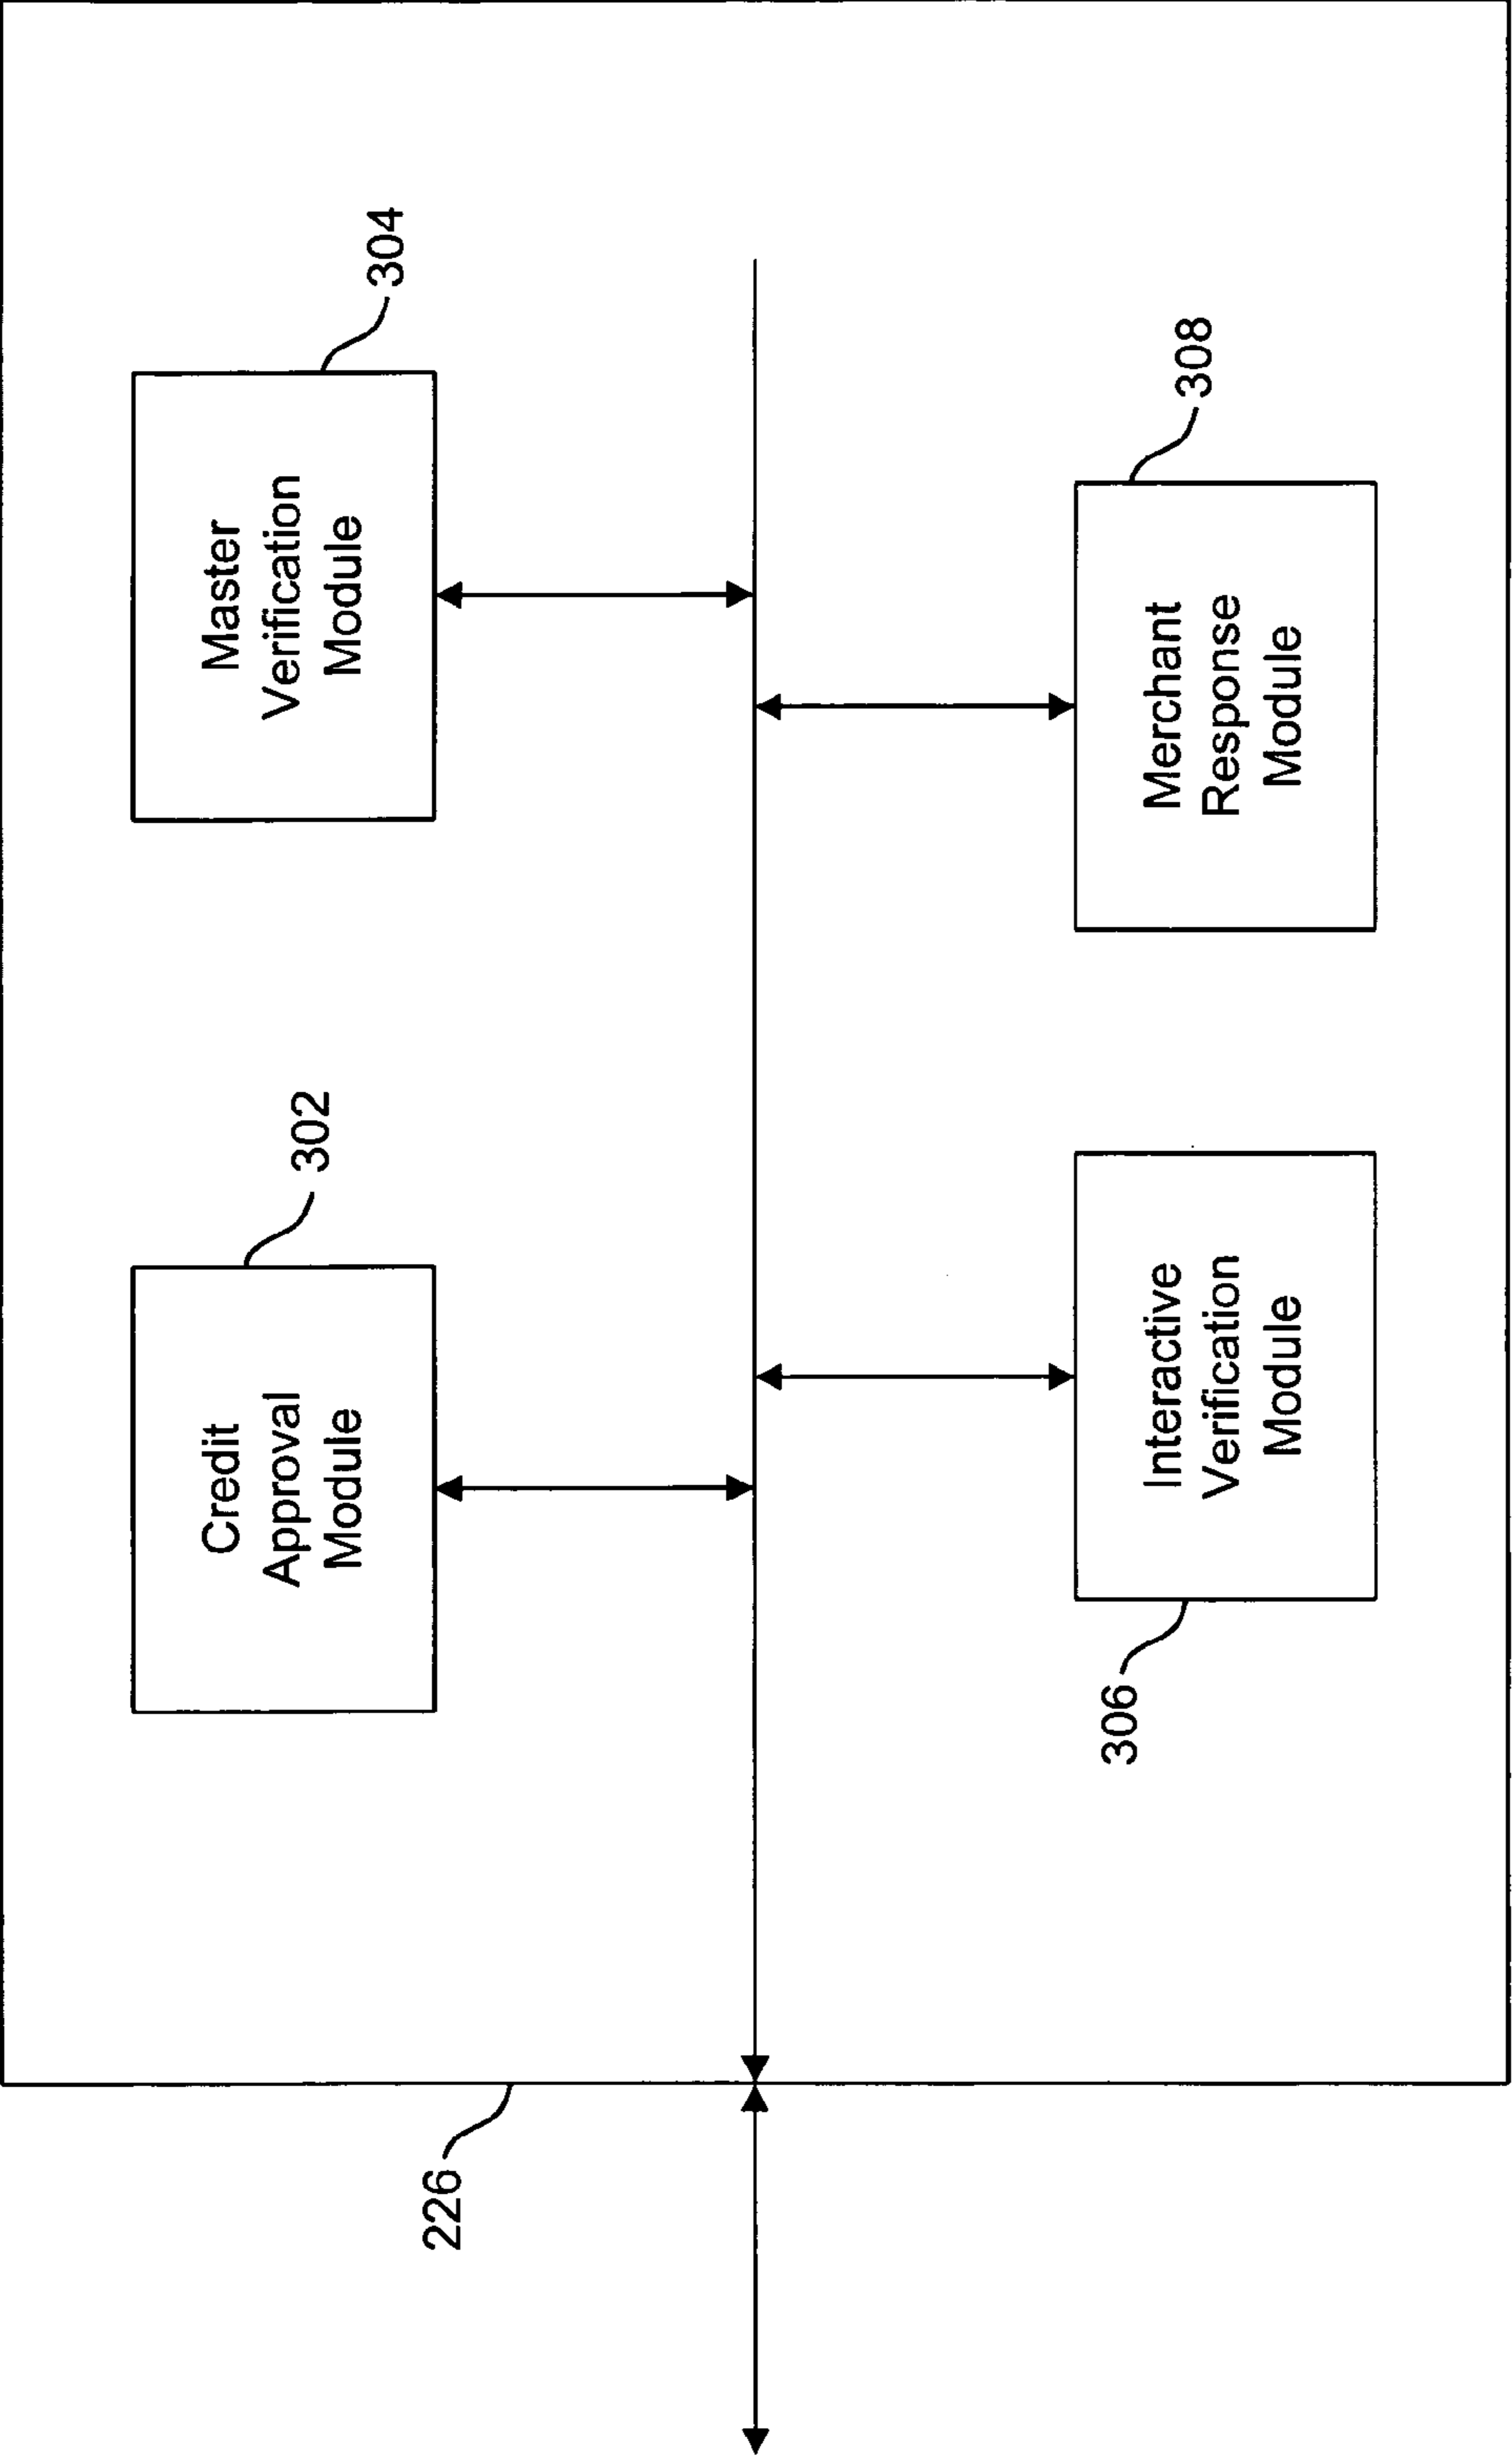 302
Credit
Approval
Module
304
Master
Verification
Module
306
Interactive
Verification
Module
308
Merchant
Response
Module
226